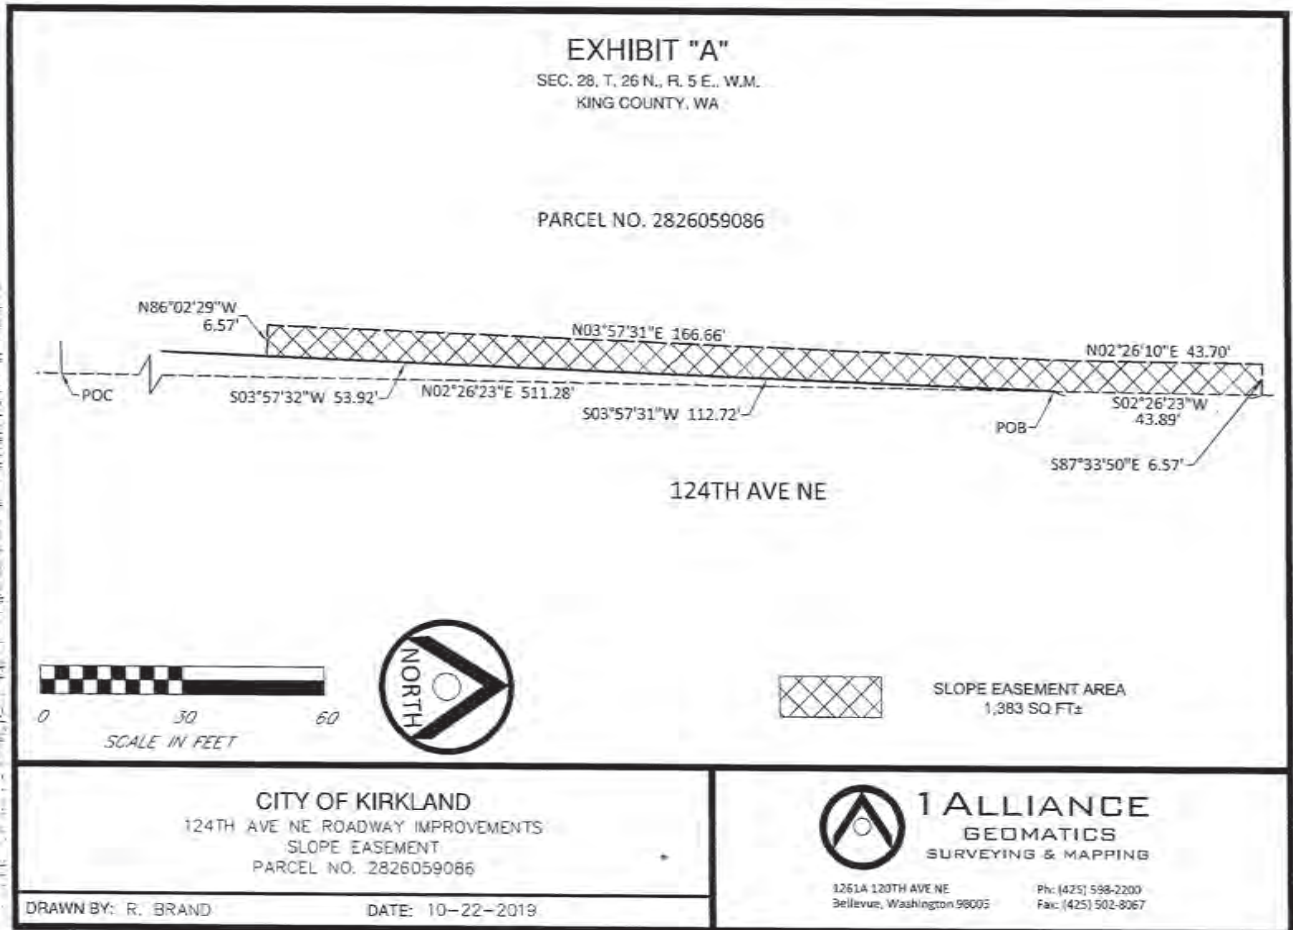 EXHIBIT "A"
SEC. 28, T. 26 N., R. 5 E., W.M.
KING COUNTY, WA
PARCEL NO. 2826059086
N86°02'29"W
6.57'
N03°57'31"E 166.66'
N02°26'10"E 43.70'
POC
S03°57'32"W 53.92'
N02°26'23"E 511.28'
S03°57'31"W 112.72'
POB
S02°26'23"W
43.89'
S87°33'50"E 6.57'
124TH AVE NE
0 30 60
SCALE IN FEET
NORTH
SLOPE EASEMENT AREA
1,383 SQ FT±
CITY OF KIRKLAND
124TH AVE NE ROADWAY IMPROVEMENTS
SLOPE EASEMENT
PARCEL NO. 2826059086
DRAWN BY: R. BRAND
DATE: 10-22-2019
1 ALLIANCE
GEOMATICS
SURVEYING & MAPPING
1261A 120TH AVE NE
Bellevue, Washington 98005
Ph: (425) 598-2200
Fax: (425) 502-8067